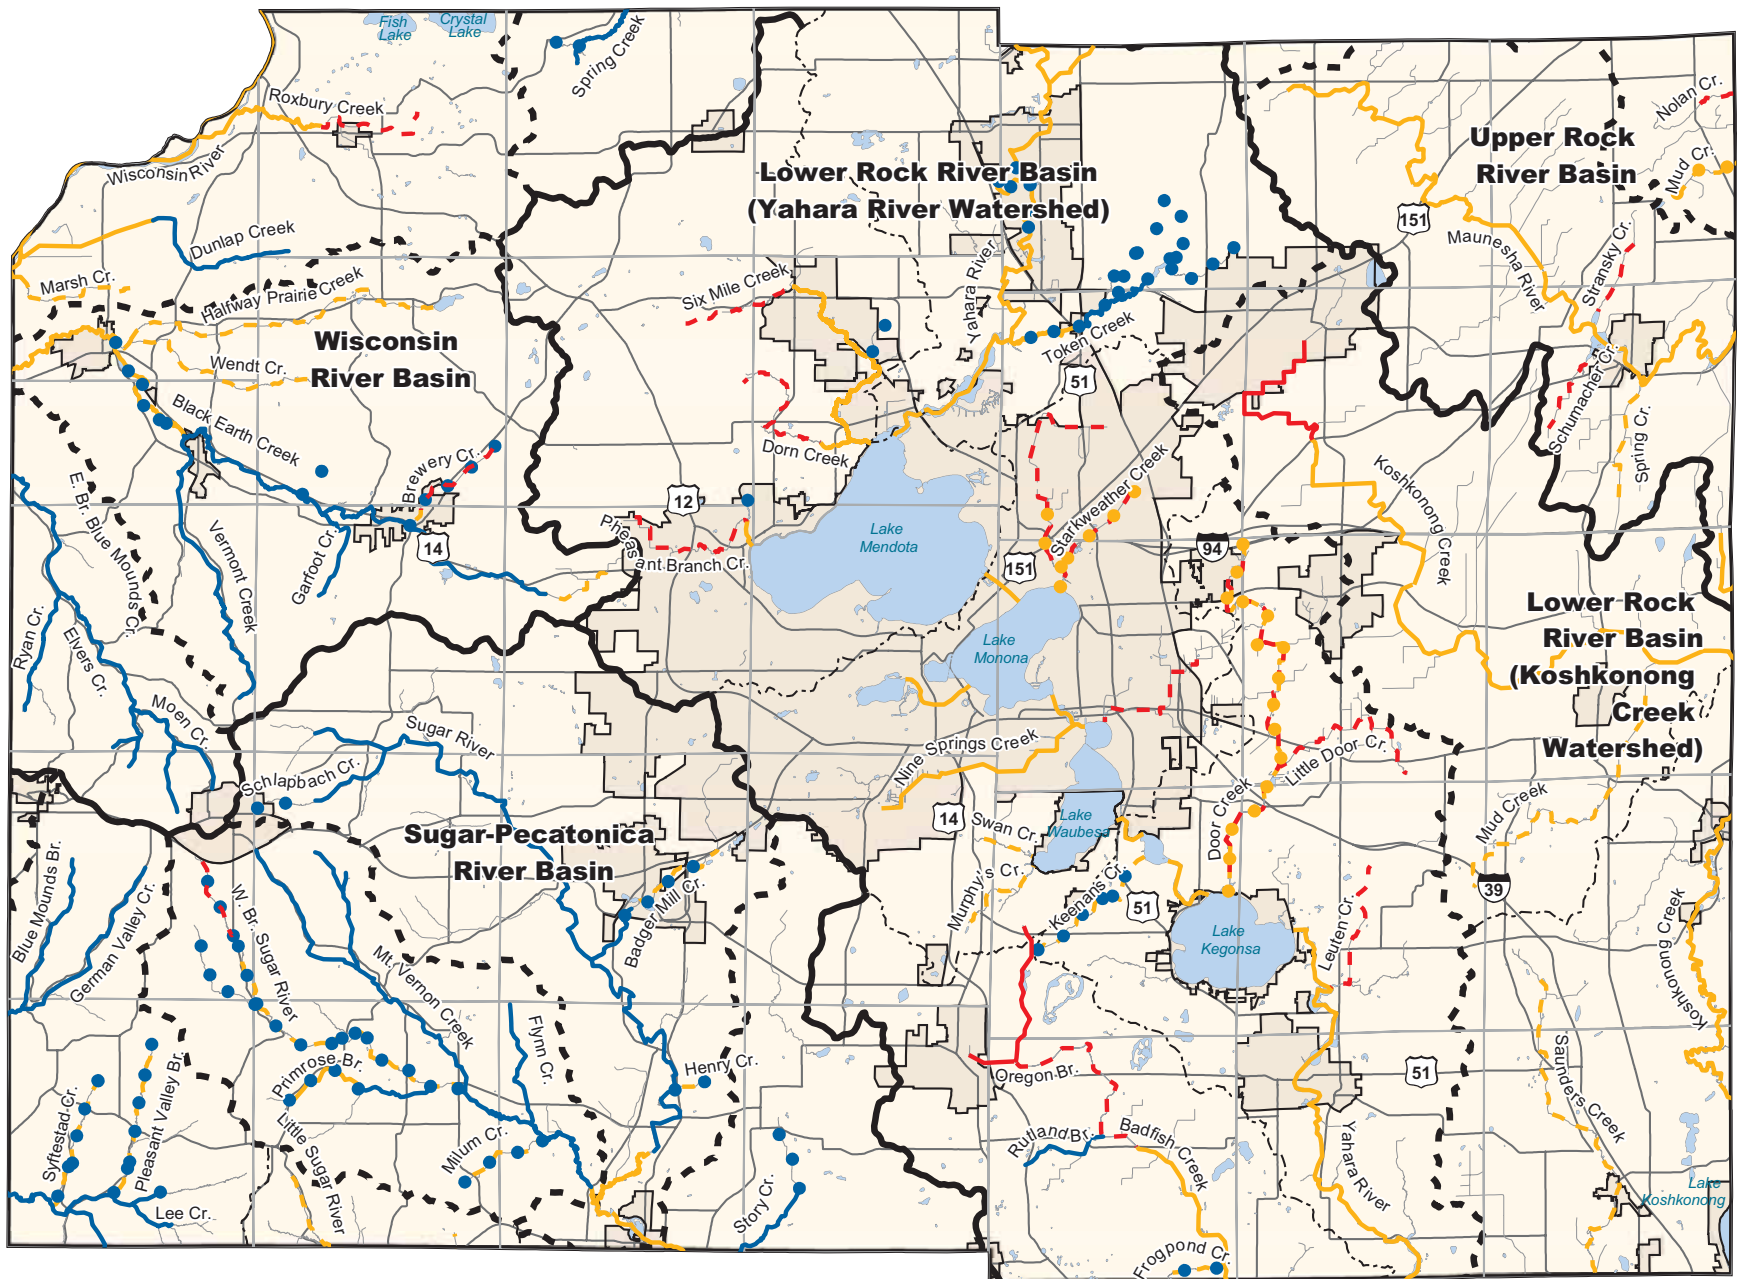 Fish
Lake
Crystal
Lake
Spring Creek
Roxbury Creek
Wisconsin River
Dunlap Creek
Marsh Cr.
Halfway Prairie Creek
Wendt Cr.
Wisconsin
River Basin
Black Earth Creek
Brewery Cr.
E. Br. Blue Mounds Cr.
Vermont Creek
Garfoot Cr.
14
Ryan Cr.
Elvers Cr.
Moen Cr.
Lower Rock River Basin
(Yahara River Watershed)
Six Mile Creek
Yahara River
Token Creek
51
Dorn Creek
12
Pheasant Branch Cr.
Lake
Mendota
Starkweather Creek
151
Lake
Monona
94
Upper Rock
River Basin
Nolan Cr.
Mud Cr.
151
Maunesha River
Stransky Cr.
Schumacher Cr.
Spring Cr.
Koshkonong Creek
Lower Rock
River Basin
(Koshkonong
Creek
Watershed)
Sugar River
Schlapbach Cr.
Sugar-Pecatonica
River Basin
Nine Springs Creek
14
Swan Cr.
Lake
Waubesa
Murphy's Cr.
Keenans Cr.
51
Door Creek
Little Door Cr.
Mud Creek
39
Lake
Kegonsa
Leuten Cr.
Koshkonong Creek
Blue Mounds Br.
German Valley Cr.
W. Br. Sugar River
Mt. Vernon Creek
Badger Mill Cr.
Flynn Cr.
Henry Cr.
Primrose Br.
Syftestad Cr.
Pleasant Valley Br.
Lee Cr.
Little Sugar River
Milum Cr.
Story Cr.
Oregon Br.
Rutland Br.
Badfish Creek
Frogpond Cr.
Yahara River
51
Saunders Creek
Lake
Koshkonong